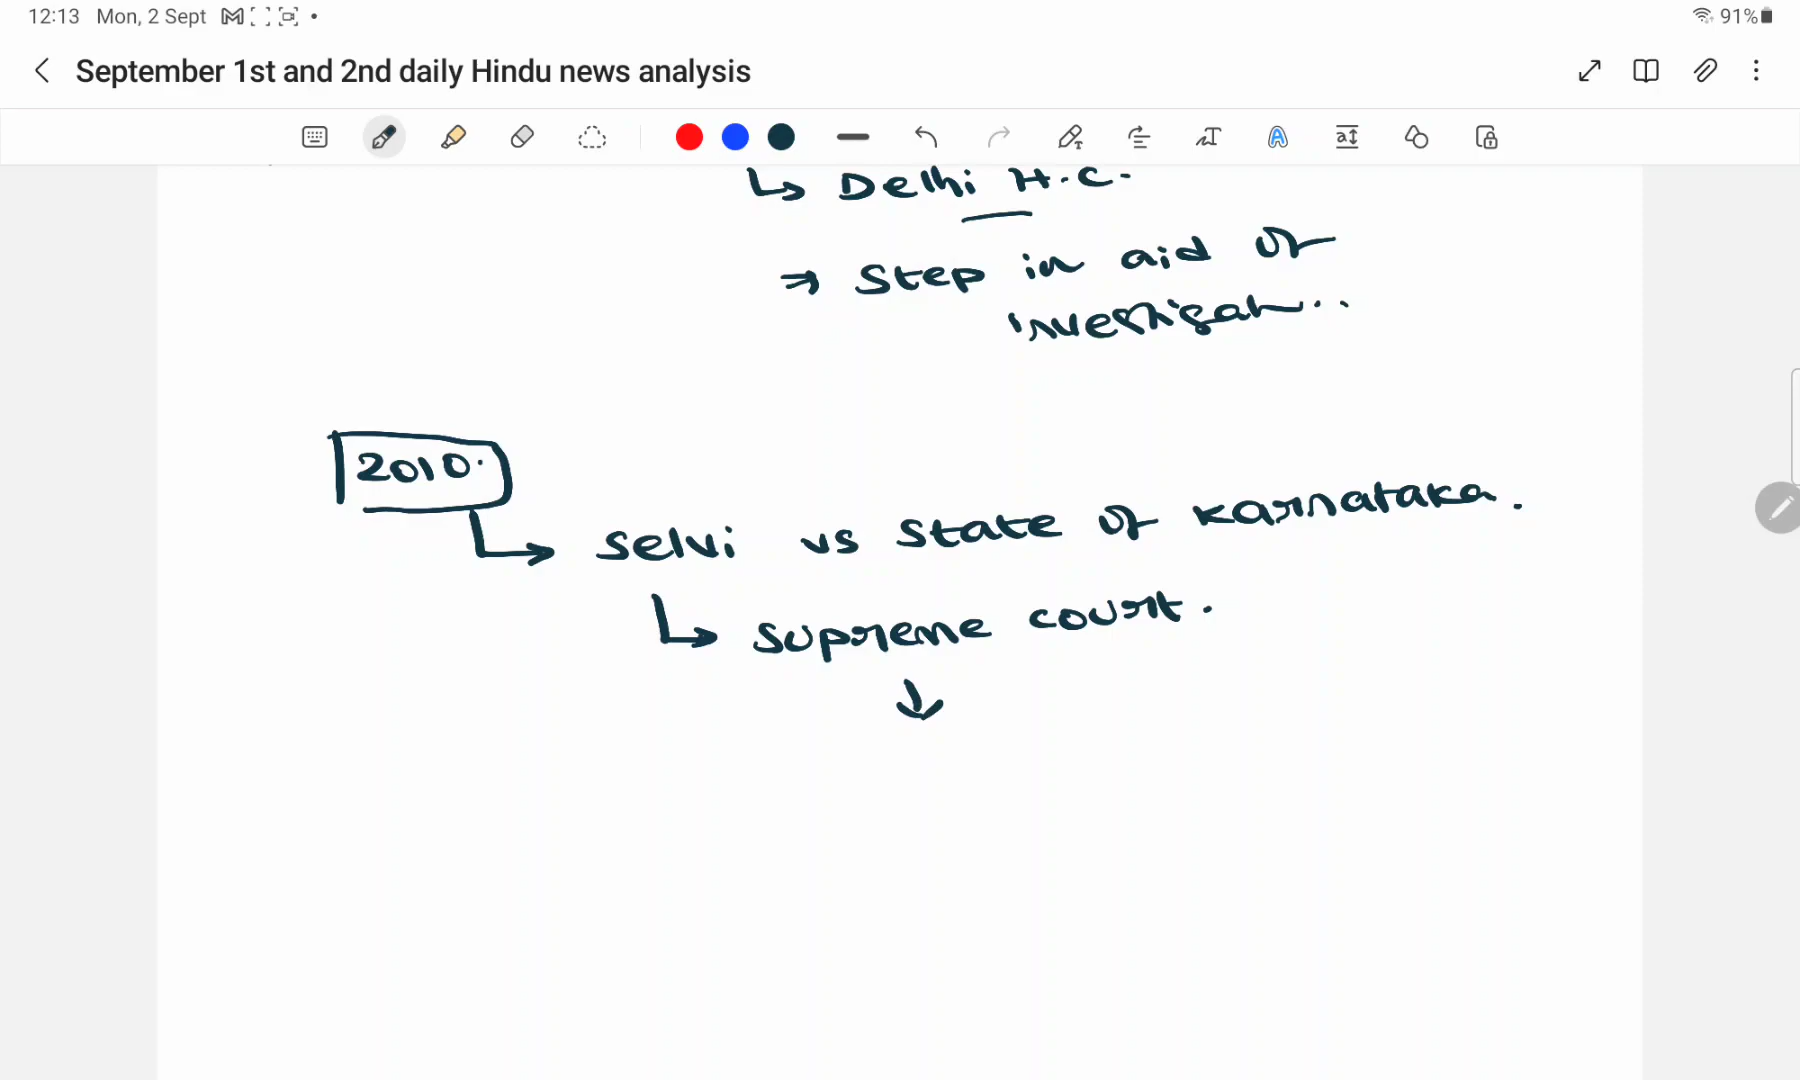 12:13 Mon, 2 Sept 91%
September 1st and 2nd daily Hindu news analysis
Delhi H.C.
Step in aid of
investigat..
2010.
selvi vs state of karnataka.
supreme court.